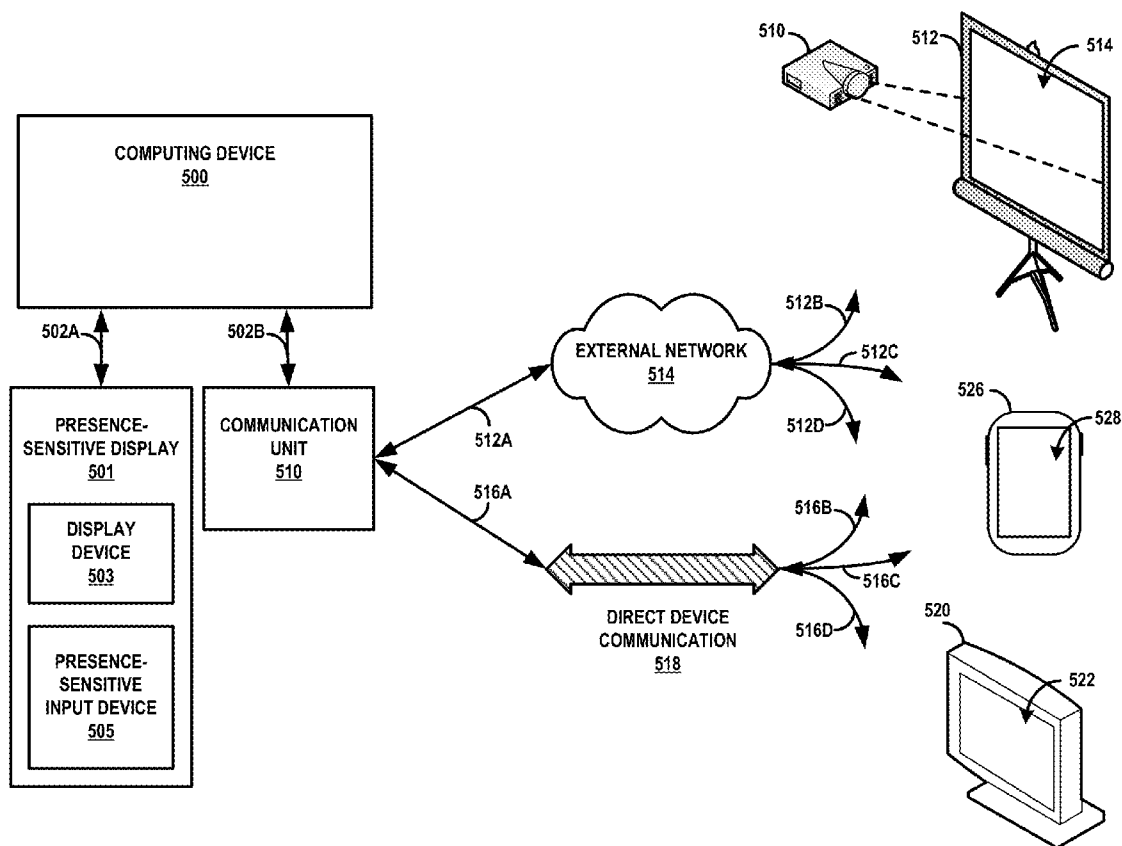 510
512
514
COMPUTING DEVICE
500
502A
502B
512B
EXTERNAL NETWORK
514
512C
512D
526
528
PRESENCE-
SENSITIVE DISPLAY
501
COMMUNICATION
UNIT
510
512A
516A
DISPLAY
DEVICE
503
516B
516C
516D
DIRECT DEVICE
COMMUNICATION
518
PRESENCE-
SENSITIVE
INPUT DEVICE
505
520
522